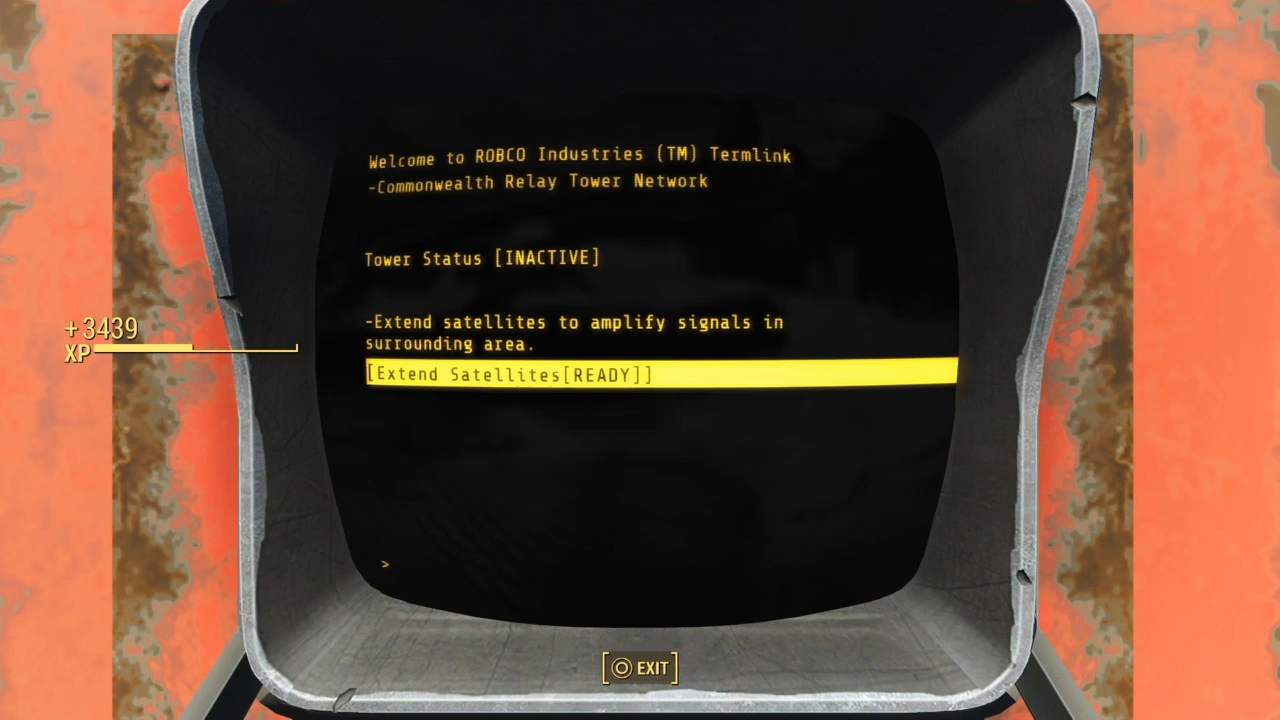 Welcome to ROBCO Industries (TM) Termlink
-Commonwealth Relay Tower Network
Tower Status [INACTIVE]
-Extend satellites to amplify signals in
surrounding area.
[Extend Satellites[READY]]
+3439
XP
>
EXIT